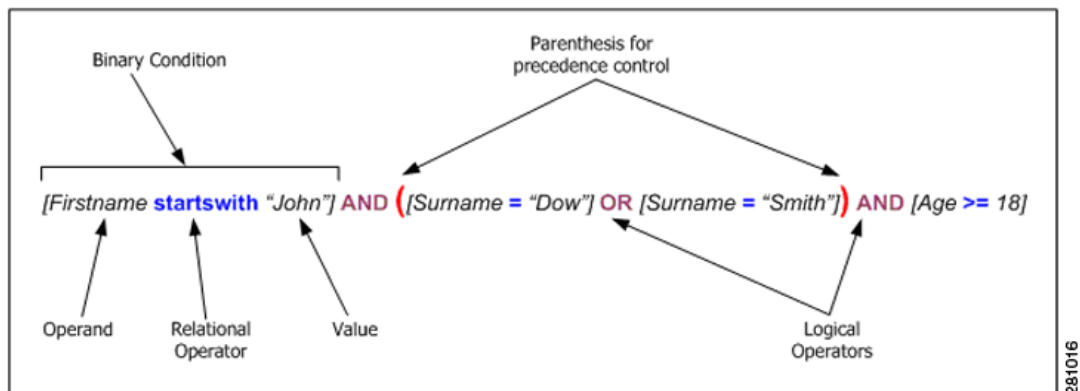 Parenthesis for
precedence control
Binary Condition
[Firstname startswith “John”] AND ([Surname = “Dow”] OR [Surname = “Smith”]) AND [Age >= 18]
Operand
Relational
Operator
Value
Logical
Operators
281016